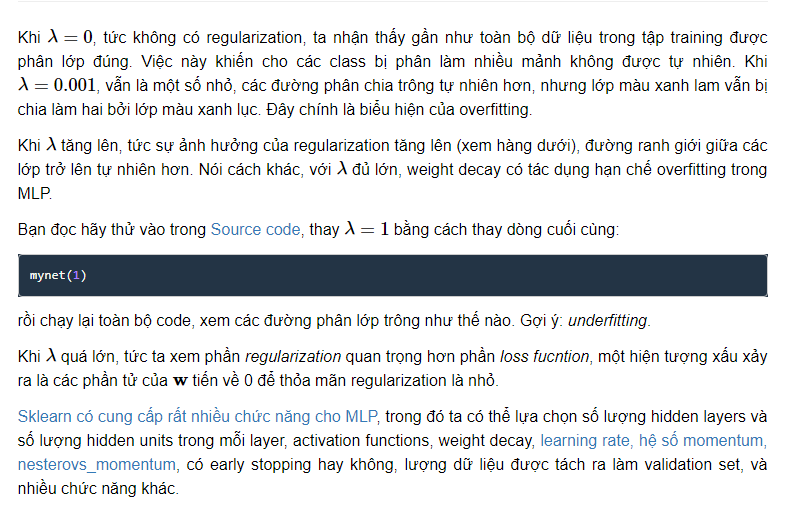 Khi λ = 0, tức không có regularization, ta nhận thấy gần như toàn bộ dữ liệu trong tập training được
phân lớp đúng. Việc này khiến cho các class bị phân làm nhiều mảnh không được tự nhiên. Khi
λ = 0.001, vẫn là một số nhỏ, các đường phân chia trông tự nhiên hơn, nhưng lớp màu xanh lam vẫn bị
chia làm hai bởi lớp màu xanh lục. Đây chính là biểu hiện của overfitting.
Khi λ tăng lên, tức sự ảnh hưởng của regularization tăng lên (xem hàng dưới), đường ranh giới giữa các
lớp trở lên tự nhiên hơn. Nói cách khác, với λ đủ lớn, weight decay có tác dụng hạn chế overfitting trong
MLP.
Bạn đọc hãy thử vào trong Source code, thay λ = 1 bằng cách thay dòng cuối cùng:
mynet(1)
rồi chạy lại toàn bộ code, xem các đường phân lớp trông như thế nào. Gợi ý: underfitting.
Khi λ quá lớn, tức ta xem phần regularization quan trọng hơn phần loss fucntion, một hiện tượng xấu xảy
ra là các phần tử của w tiến về 0 để thỏa mãn regularization là nhỏ.
Sklearn có cung cấp rất nhiều chức năng cho MLP, trong đó ta có thể lựa chọn số lượng hidden layers và
số lượng hidden units trong mỗi layer, activation functions, weight decay, learning rate, hệ số momentum,
nesterovs_momentum, có early stopping hay không, lượng dữ liệu được tách ra làm validation set, và
nhiều chức năng khác.